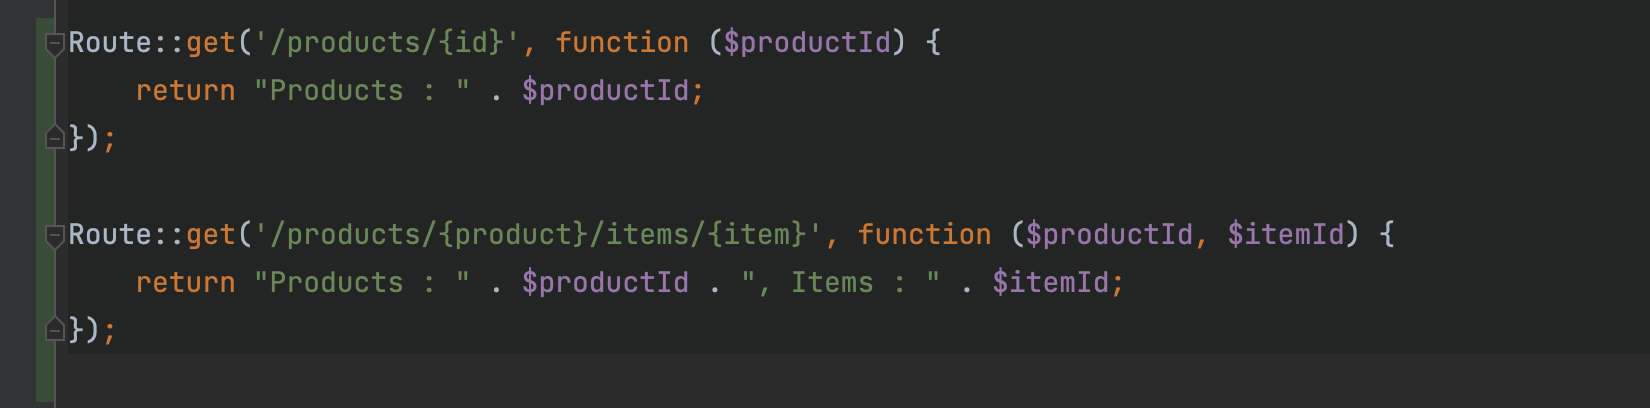 Route::get('/products/{id}', function ($productId) {
    return "Products : " . $productId;
});

Route::get('/products/{product}/items/{item}', function ($productId, $itemId) {
    return "Products : " . $productId . ", Items : " . $itemId;
});